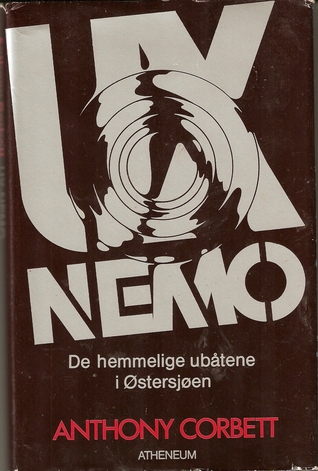 UX
NEMO
De hemmelige ubåtene
i Østersjøen
ANTHONY CORBETT
ATHENEUM